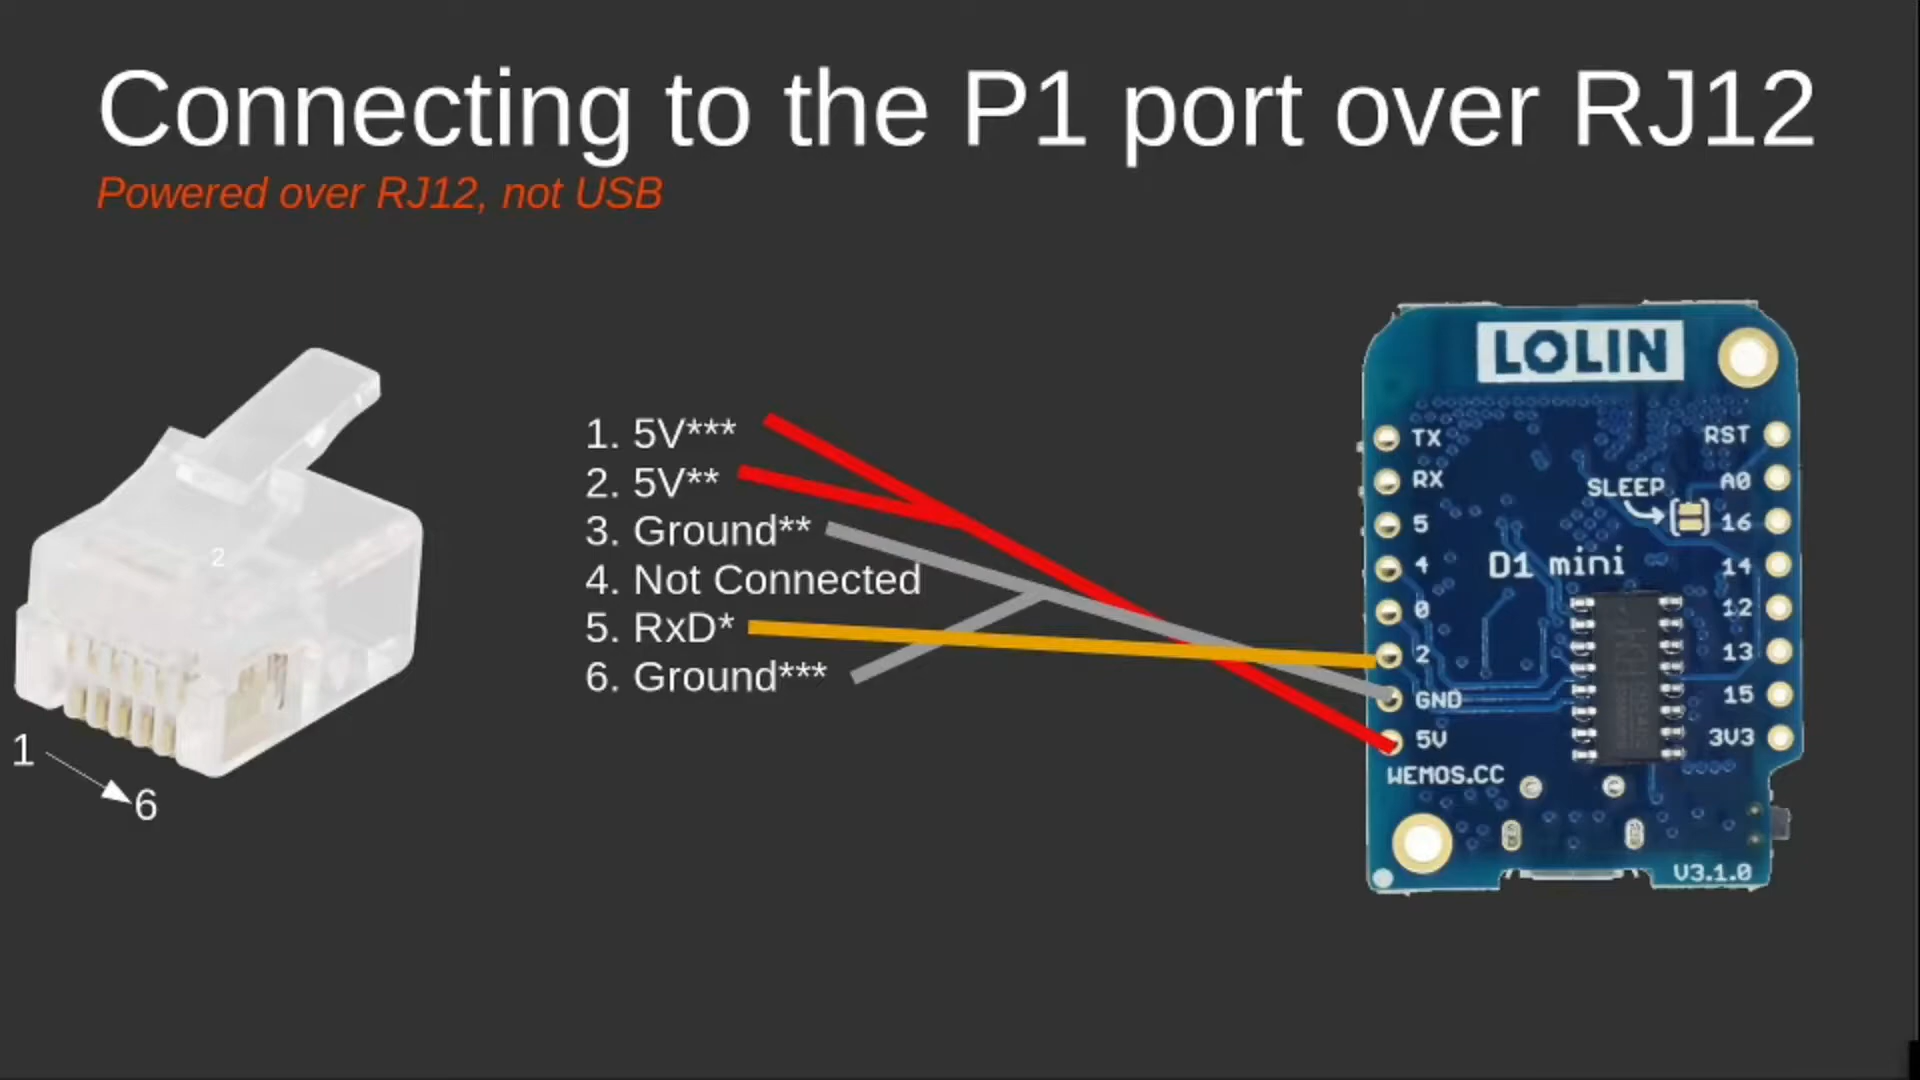 Connecting to the P1 port over RJ12
Powered over RJ12, not USB
1. 5V***
2. 5V**
3. Ground**
4. Not Connected
5. RxD*
6. Ground***
2
1
6
LOLIN
TX
RX
5
4
0
2
GND
5V
WEMOS.CC
D1 mini
SLEEP
RST
A0
16
14
12
13
15
3V3
V3.1.0